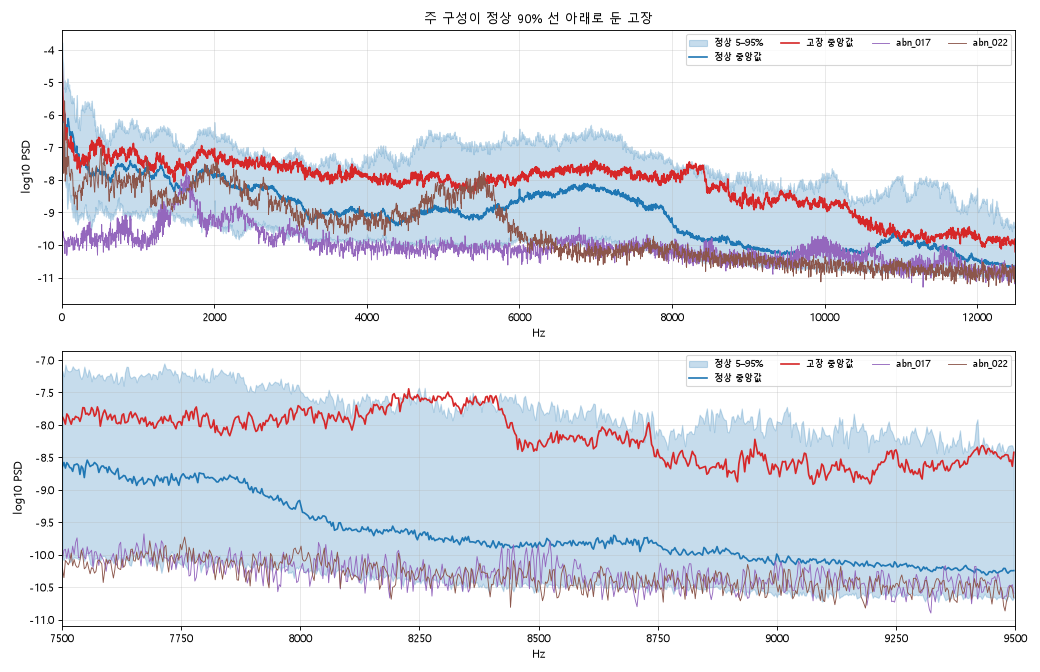 주 구성이 정상 90% 선 아래로 둔 고장
정상 5–95%
정상 중앙값
고장 중앙값
abn_017
abn_022
log10 PSD
-4
-5
-6
-7
-8
-9
-10
-11
0 2000 4000 6000 8000 10000 12000
Hz
정상 5–95%
정상 중앙값
고장 중앙값
abn_017
abn_022
log10 PSD
-7.0
-7.5
-8.0
-8.5
-9.0
-9.5
-10.0
-10.5
-11.0
7500 7750 8000 8250 8500 8750 9000 9250 9500
Hz